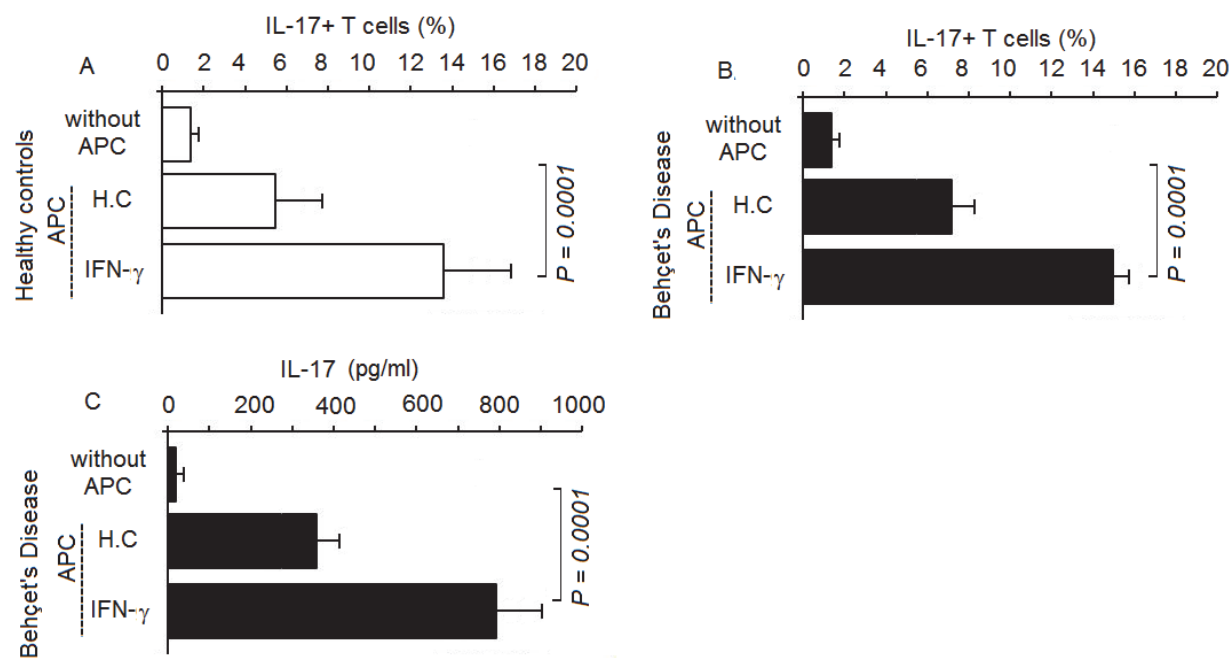 IL-17+ T cells (%)
A
0 2 4 6 8 10 12 14 16 18 20
Healthy controls
without
APC
APC
H.C
IFN-γ
P = 0.0001
IL-17+ T cells (%)
B.
0 2 4 6 8 10 12 14 16 18 20
Behçet's Disease
without
APC
APC
H.C
IFN-γ
P = 0.0001
IL-17 (pg/ml)
C
0 200 400 600 800 1000
Behçet's Disease
without
APC
APC
H.C
IFN-γ
P = 0.0001